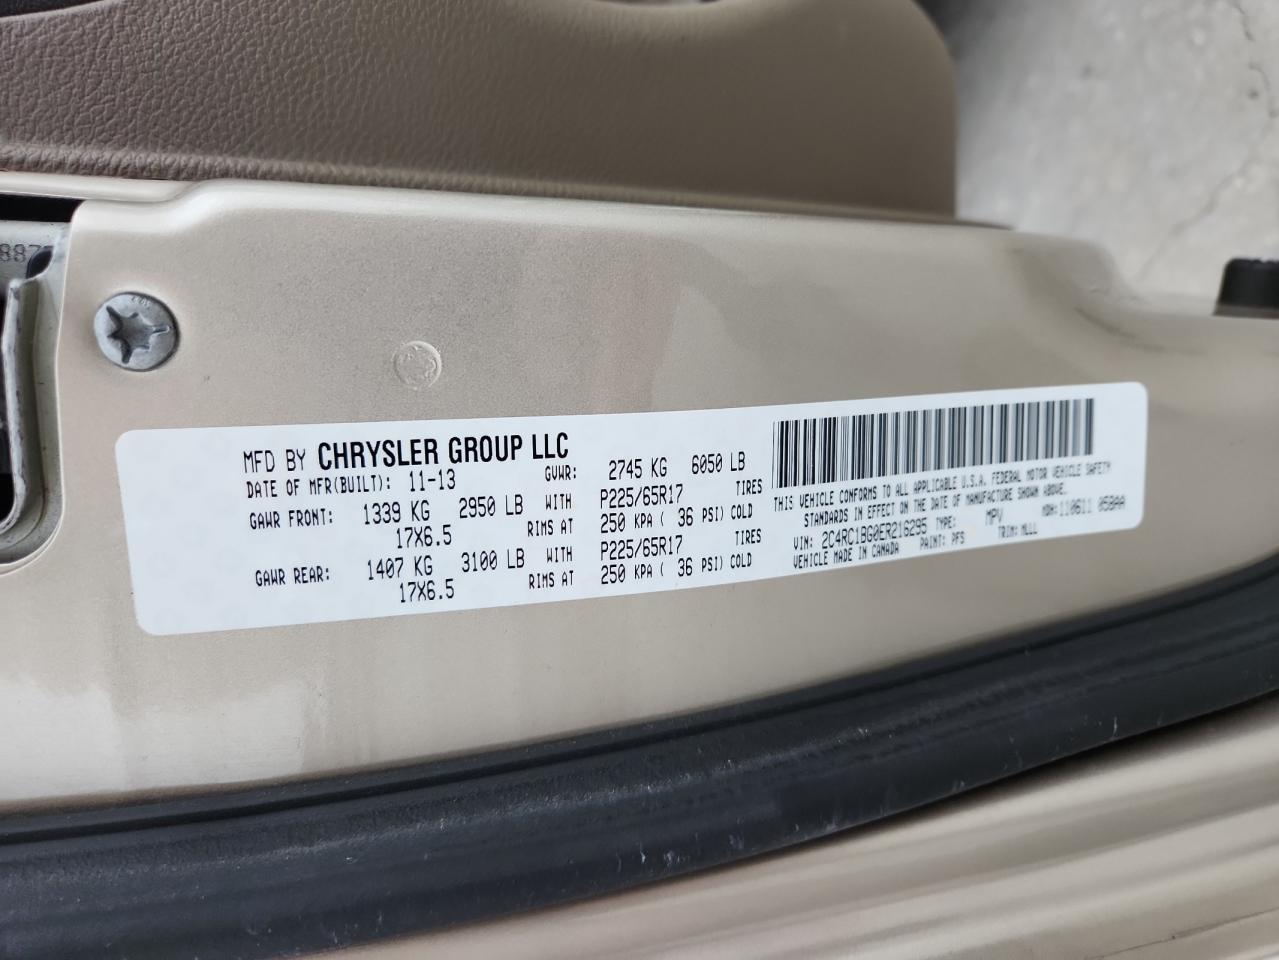 MFD BY CHRYSLER GROUP LLC
DATE OF MFR(BUILT): 11-13 GVWR: 2745 KG 6050 LB
GAWR FRONT: 1339 KG 2950 LB WITH P225/65R17 TIRES
17X6.5 RIMS AT 250 KPA ( 36 PSI) COLD
GAWR REAR: 1407 KG 3100 LB WITH P225/65R17 TIRES
17X6.5 RIMS AT 250 KPA ( 36 PSI) COLD
THIS VEHICLE CONFORMS TO ALL APPLICABLE U.S.A. FEDERAL MOTOR VEHICLE SAFETY
STANDARDS IN EFFECT ON THE DATE OF MANUFACTURE SHOWN ABOVE.
VIN: 2C4RC1BG0ER216295 TYPE: MPV MDH: 110611 058AA
VEHICLE MADE IN CANADA PAINT: PFS TRIM: MLLL